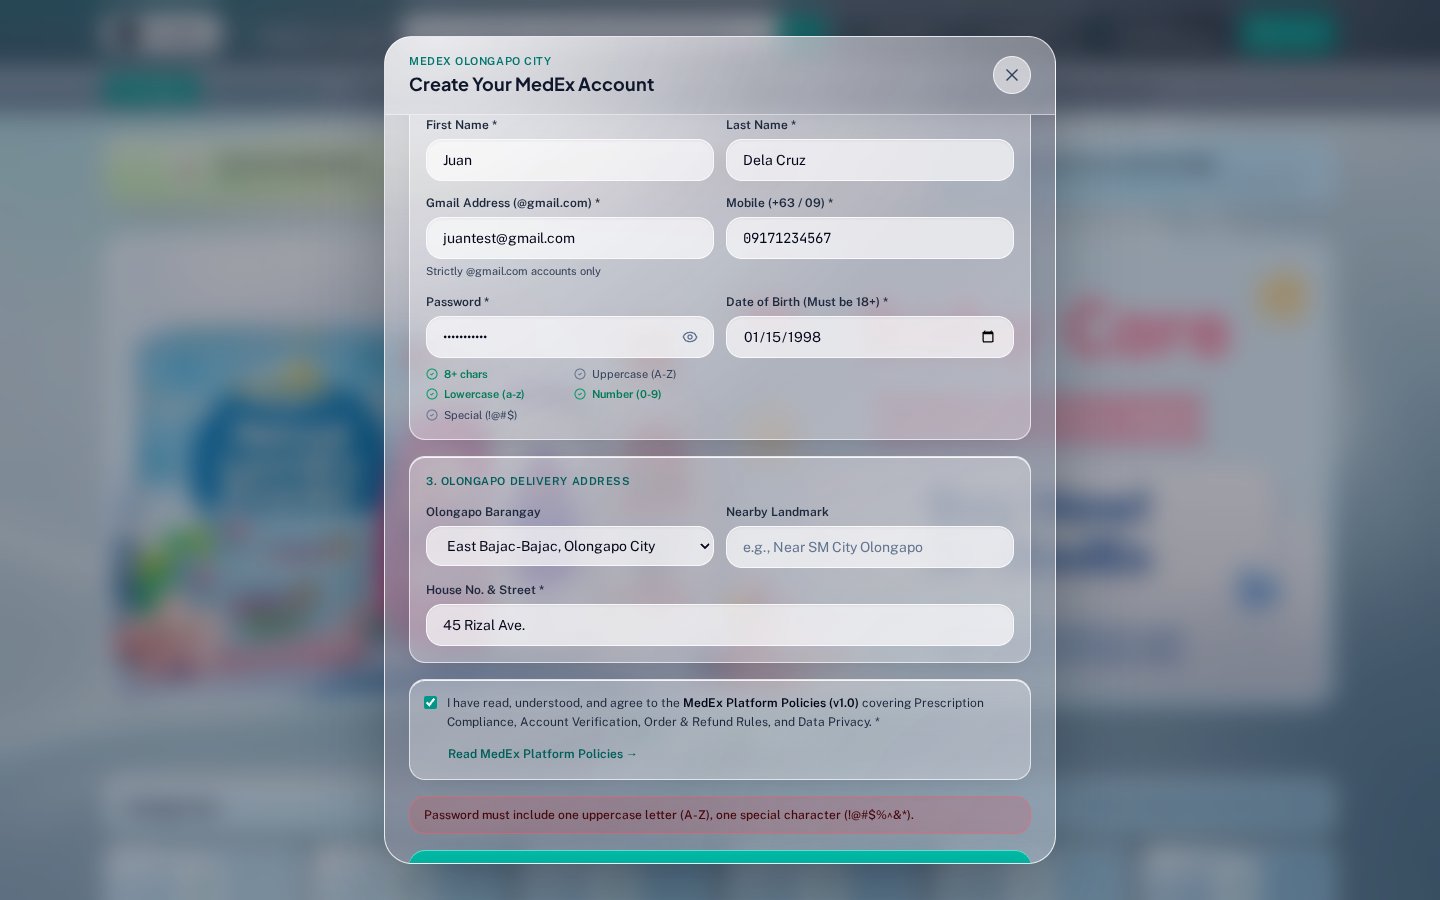 MEDEX OLONGAPO CITY
Create Your MedEx Account
First Name *
Last Name *
Juan
Dela Cruz
Gmail Address (@gmail.com) *
Mobile (+63 / 09) *
juantest@gmail.com
09171234567
Strictly @gmail.com accounts only
Password *
Date of Birth (Must be 18+) *
•••••••••••
01/15/1998
8+ chars
Uppercase (A-Z)
Lowercase (a-z)
Number (0-9)
Special (!@#$)
3. OLONGAPO DELIVERY ADDRESS
Olongapo Barangay
Nearby Landmark
East Bajac-Bajac, Olongapo City
e.g., Near SM City Olongapo
House No. & Street *
45 Rizal Ave.
I have read, understood, and agree to the MedEx Platform Policies (v1.0) covering Prescription
Compliance, Account Verification, Order & Refund Rules, and Data Privacy. *
Read MedEx Platform Policies →
Password must include one uppercase letter (A-Z), one special character (!@#$%^&*).